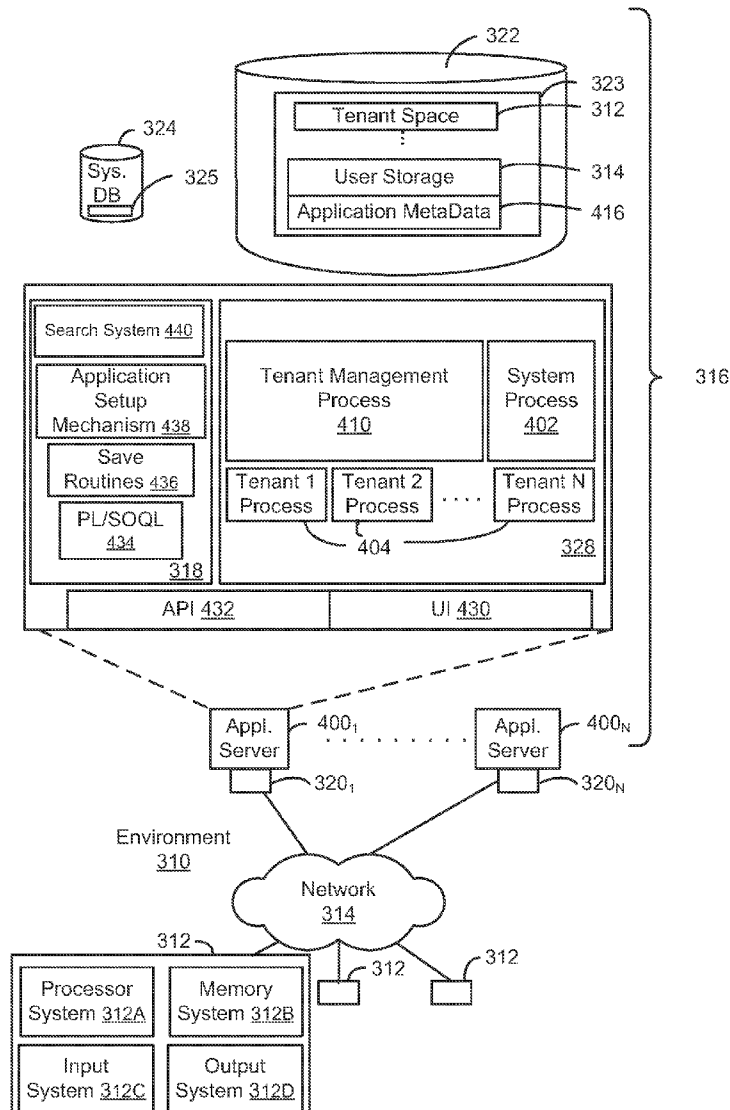 322
323
Tenant Space
312
324
Sys.
DB
325
User Storage
314
Application MetaData
416
316
Search System 440
Application
Setup
Mechanism 438
Save
Routines 436
PL/SOQL
434
318
Tenant Management
Process
410
System
Process
402
Tenant 1
Process
Tenant 2
Process
Tenant N
Process
404
328
API 432
UI 430
Appl.
Server
400₁
Appl.
Server
400N
320₁
320N
Environment
310
Network
314
312
312
312
Processor
System 312A
Memory
System 312B
Input
System 312C
Output
System 312D